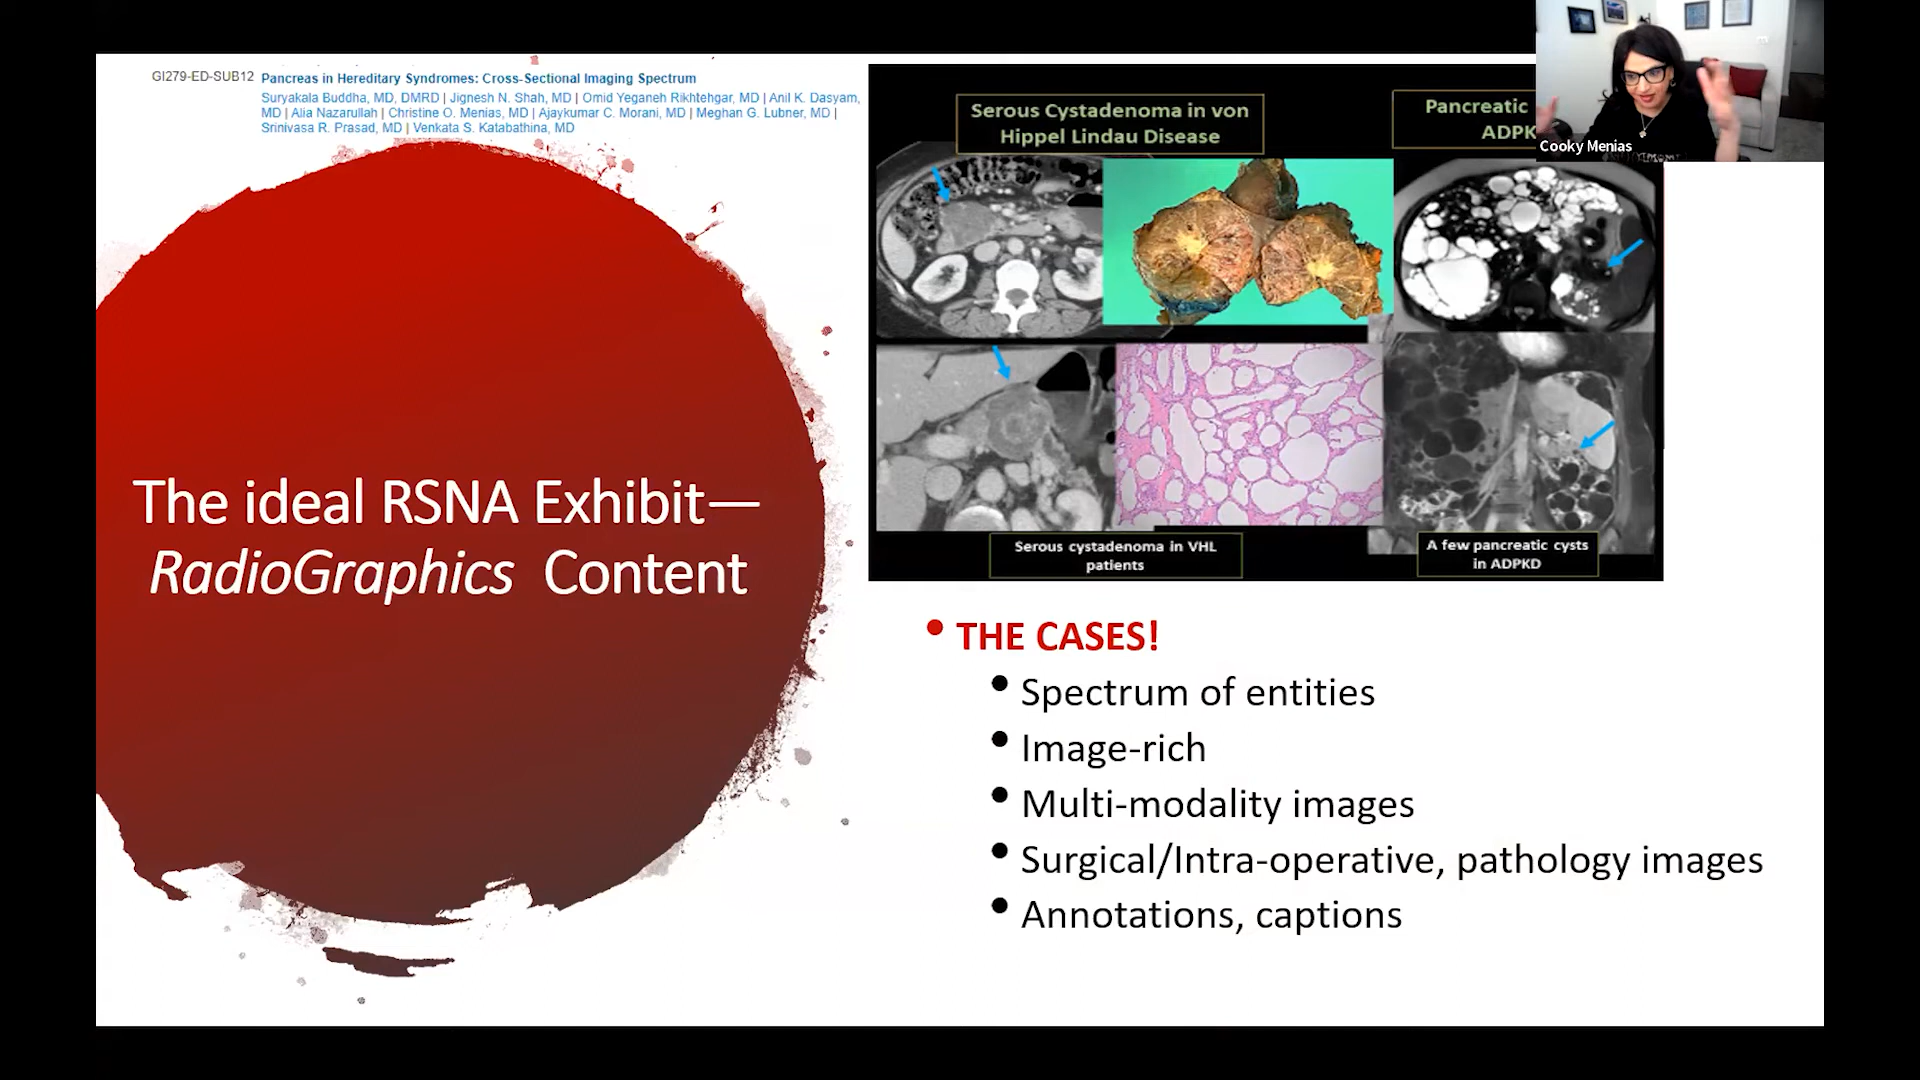 GI279-ED-SUB12 Pancreas in Hereditary Syndromes: Cross-Sectional Imaging Spectrum
Suryakala Buddha, MD, DMRD | Jignesh N. Shah, MD | Omid Yeganeh Rikhtehgar, MD | Anil K. Dasyam,
MD | Alia Nazarullah | Christine O. Menias, MD | Ajaykumar C. Morani, MD | Meghan G. Lubner, MD |
Srinivasa R. Prasad, MD | Venkata S. Katabathina, MD
The ideal RSNA Exhibit—
RadioGraphics Content
Serous Cystadenoma in von
Hippel Lindau Disease
Pancreatic
ADPK
Cooky Menias
Serous cystadenoma in VHL
patients
A few pancreatic cysts
in ADPKD
• THE CASES!
• Spectrum of entities
• Image-rich
• Multi-modality images
• Surgical/Intra-operative, pathology images
• Annotations, captions